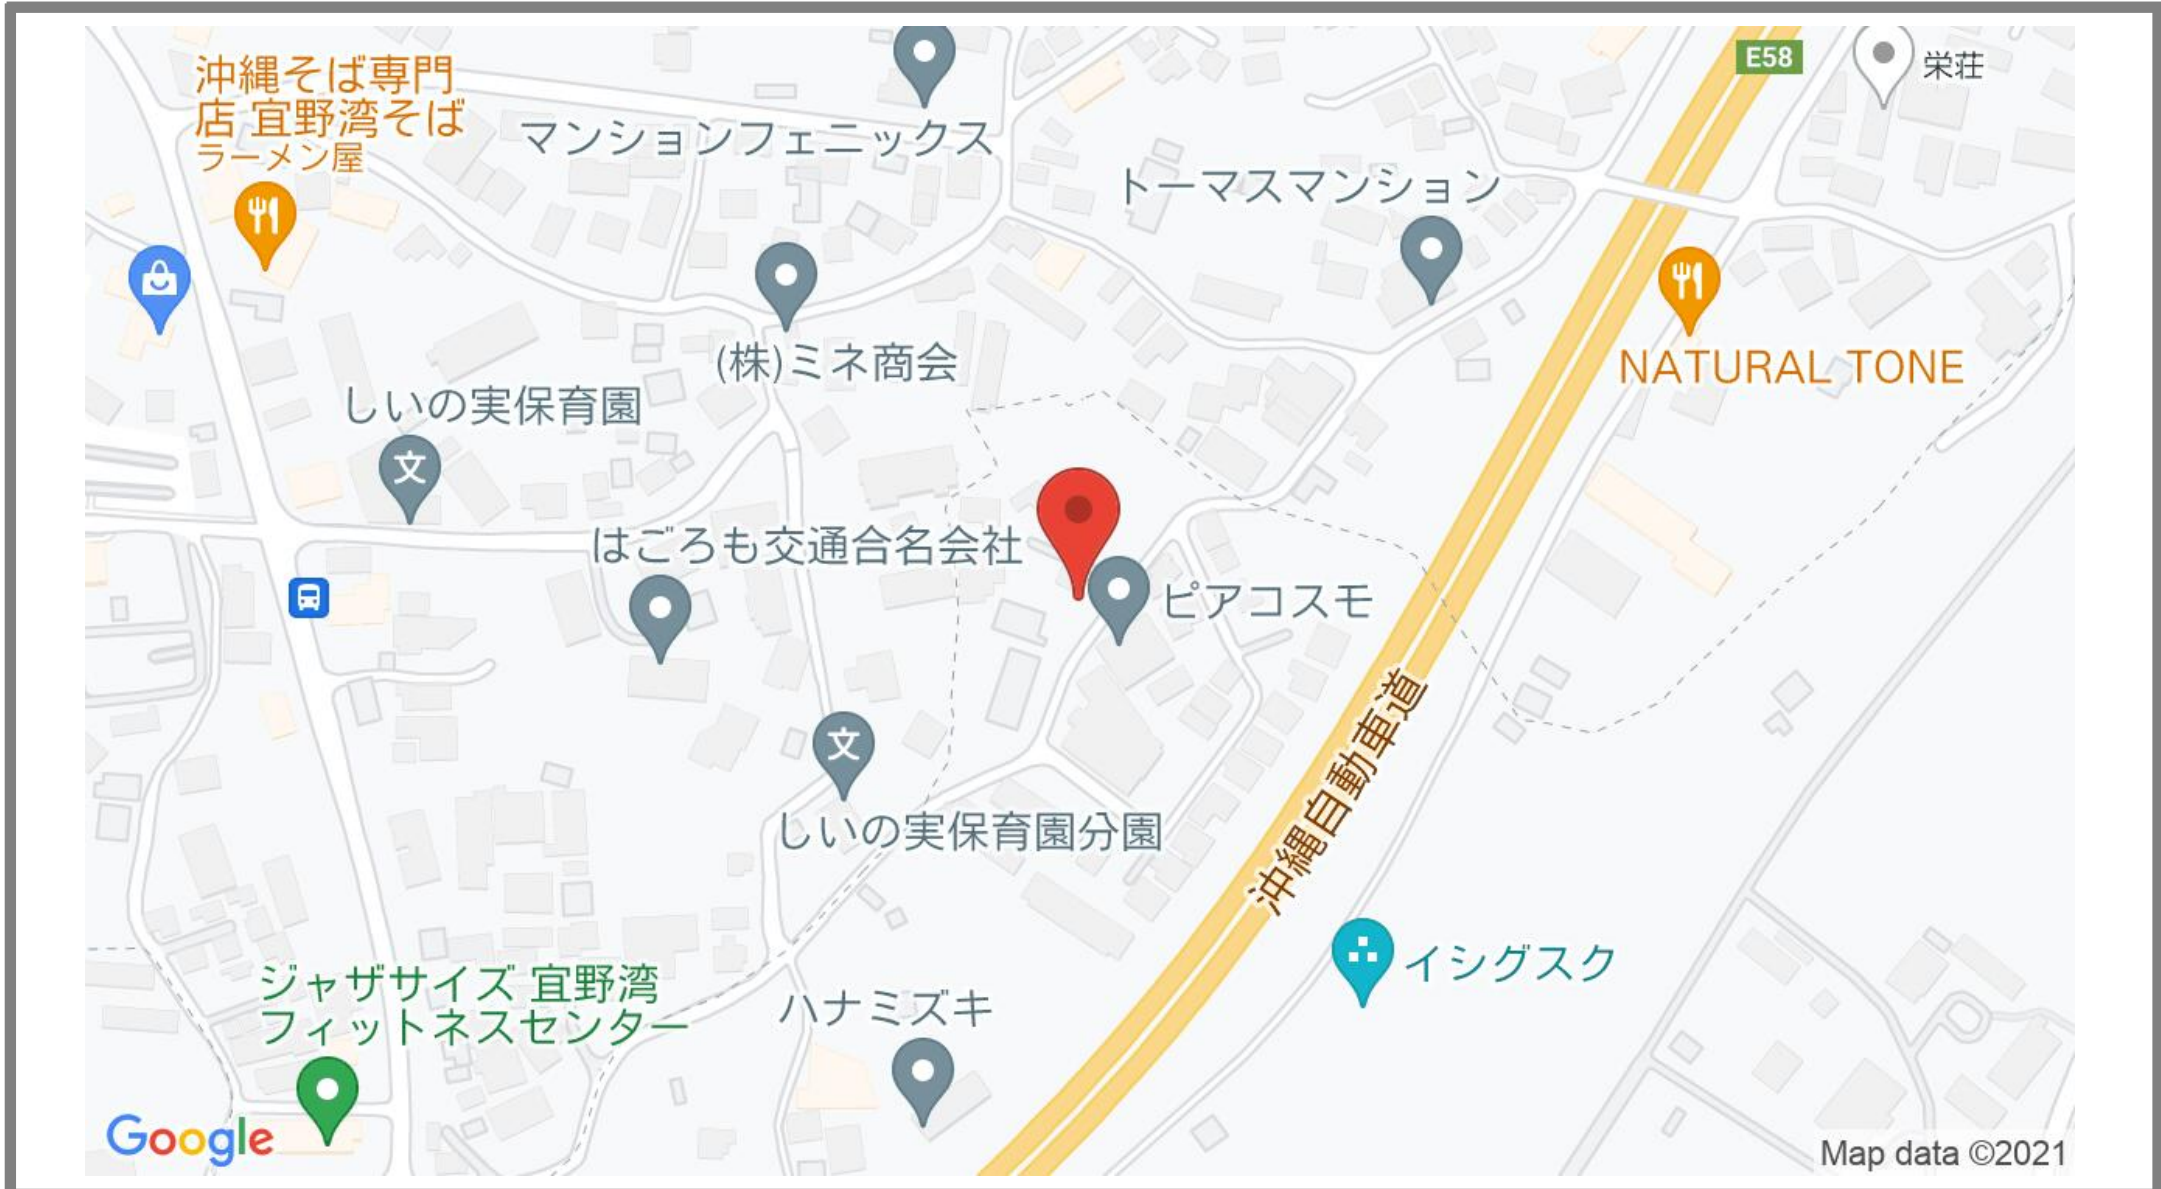 E58
栄荘
沖縄そば専門
店 宜野湾そば
ラーメン屋
マンションフェニックス
トーマスマンション
(株)ミネ商会
NATURAL TONE
しいの実保育園
文
はごろも交通合名会社
ピアコスモ
沖縄自動車道
文
しいの実保育園分園
イシグスク
ジャザサイズ 宜野湾
フィットネスセンター
ハナミズキ
Google
Map data ©2021